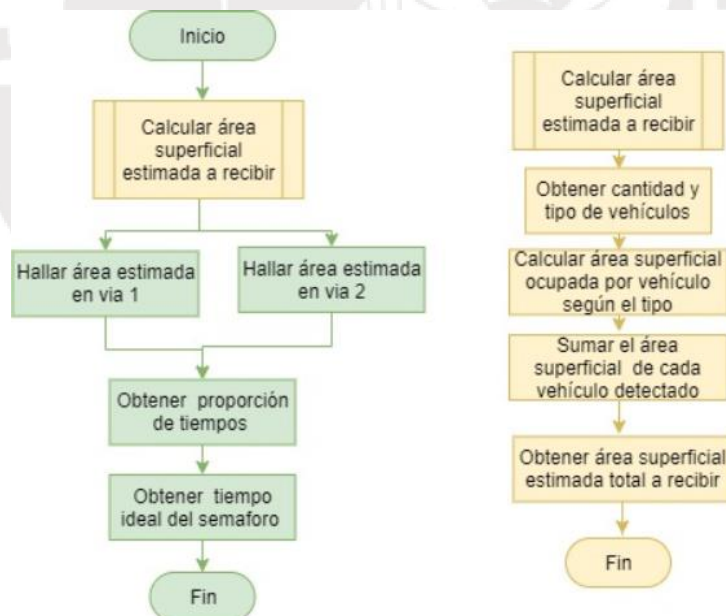 Inicio
Calcular área
superficial
estimada a recibir
Hallar área estimada
en via 1
Hallar área estimada
en via 2
Obtener proporción
de tiempos
Obtener tiempo
ideal del semaforo
Fin
Calcular área
superficial
estimada a recibir
Obtener cantidad y
tipo de vehículos
Calcular área superficial
ocupada por vehículo
según el tipo
Sumar el área
superficial de cada
vehículo detectado
Obtener área superficial
estimada total a recibir
Fin